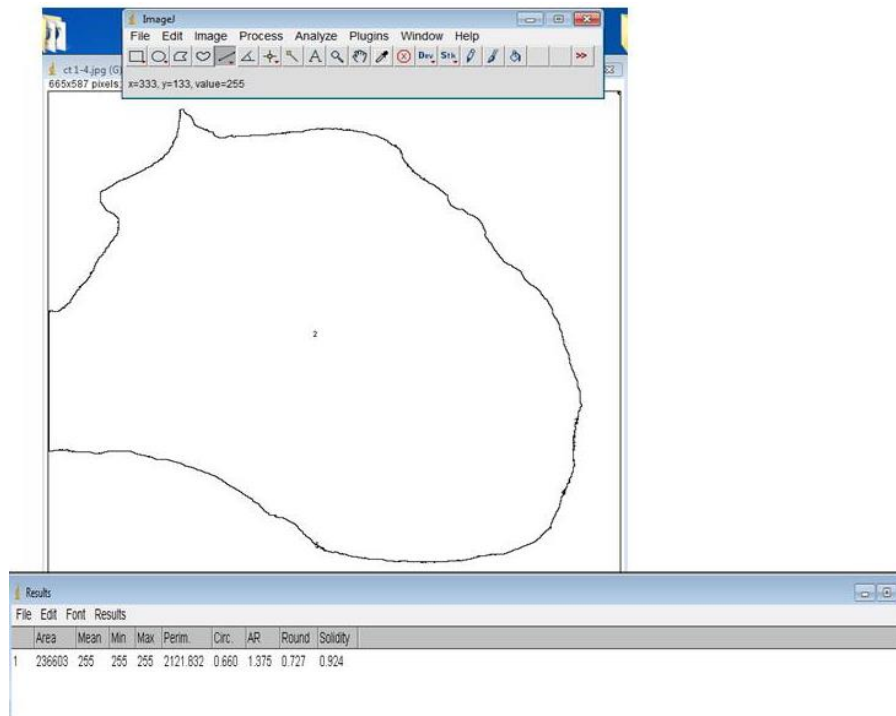 ImageJ
File Edit Image Process Analyze Plugins Window Help
A Dev Stk >>
ct 1-4.jpg (G)
665x587 pixels;
x=333, y=133, value=255
2
Results
File Edit Font Results
Area Mean Min Max Perim. Circ. AR Round Solidity
1 236603 255 255 255 2121.832 0.660 1.375 0.727 0.924